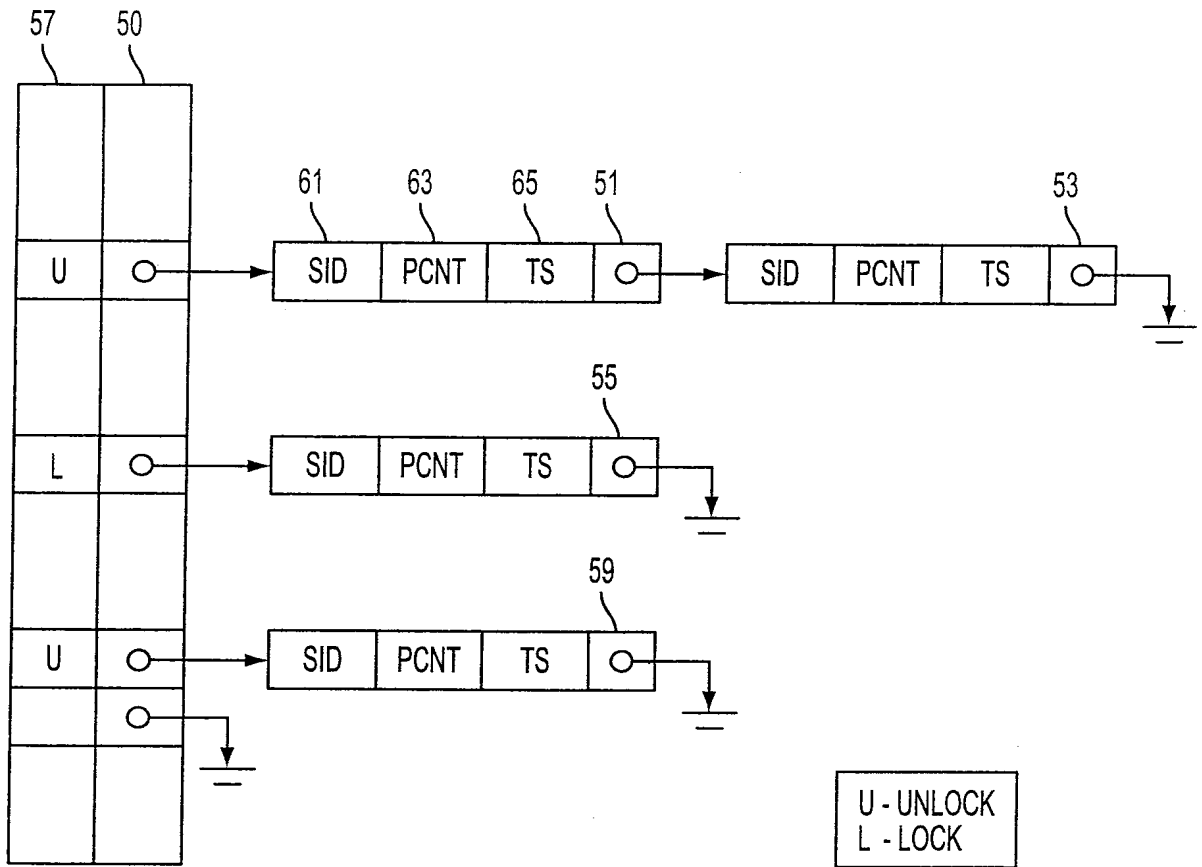 57 50
61 63 65 51 53
U SID PCNT TS SID PCNT TS
55
L SID PCNT TS
59
U SID PCNT TS
U - UNLOCK
L - LOCK